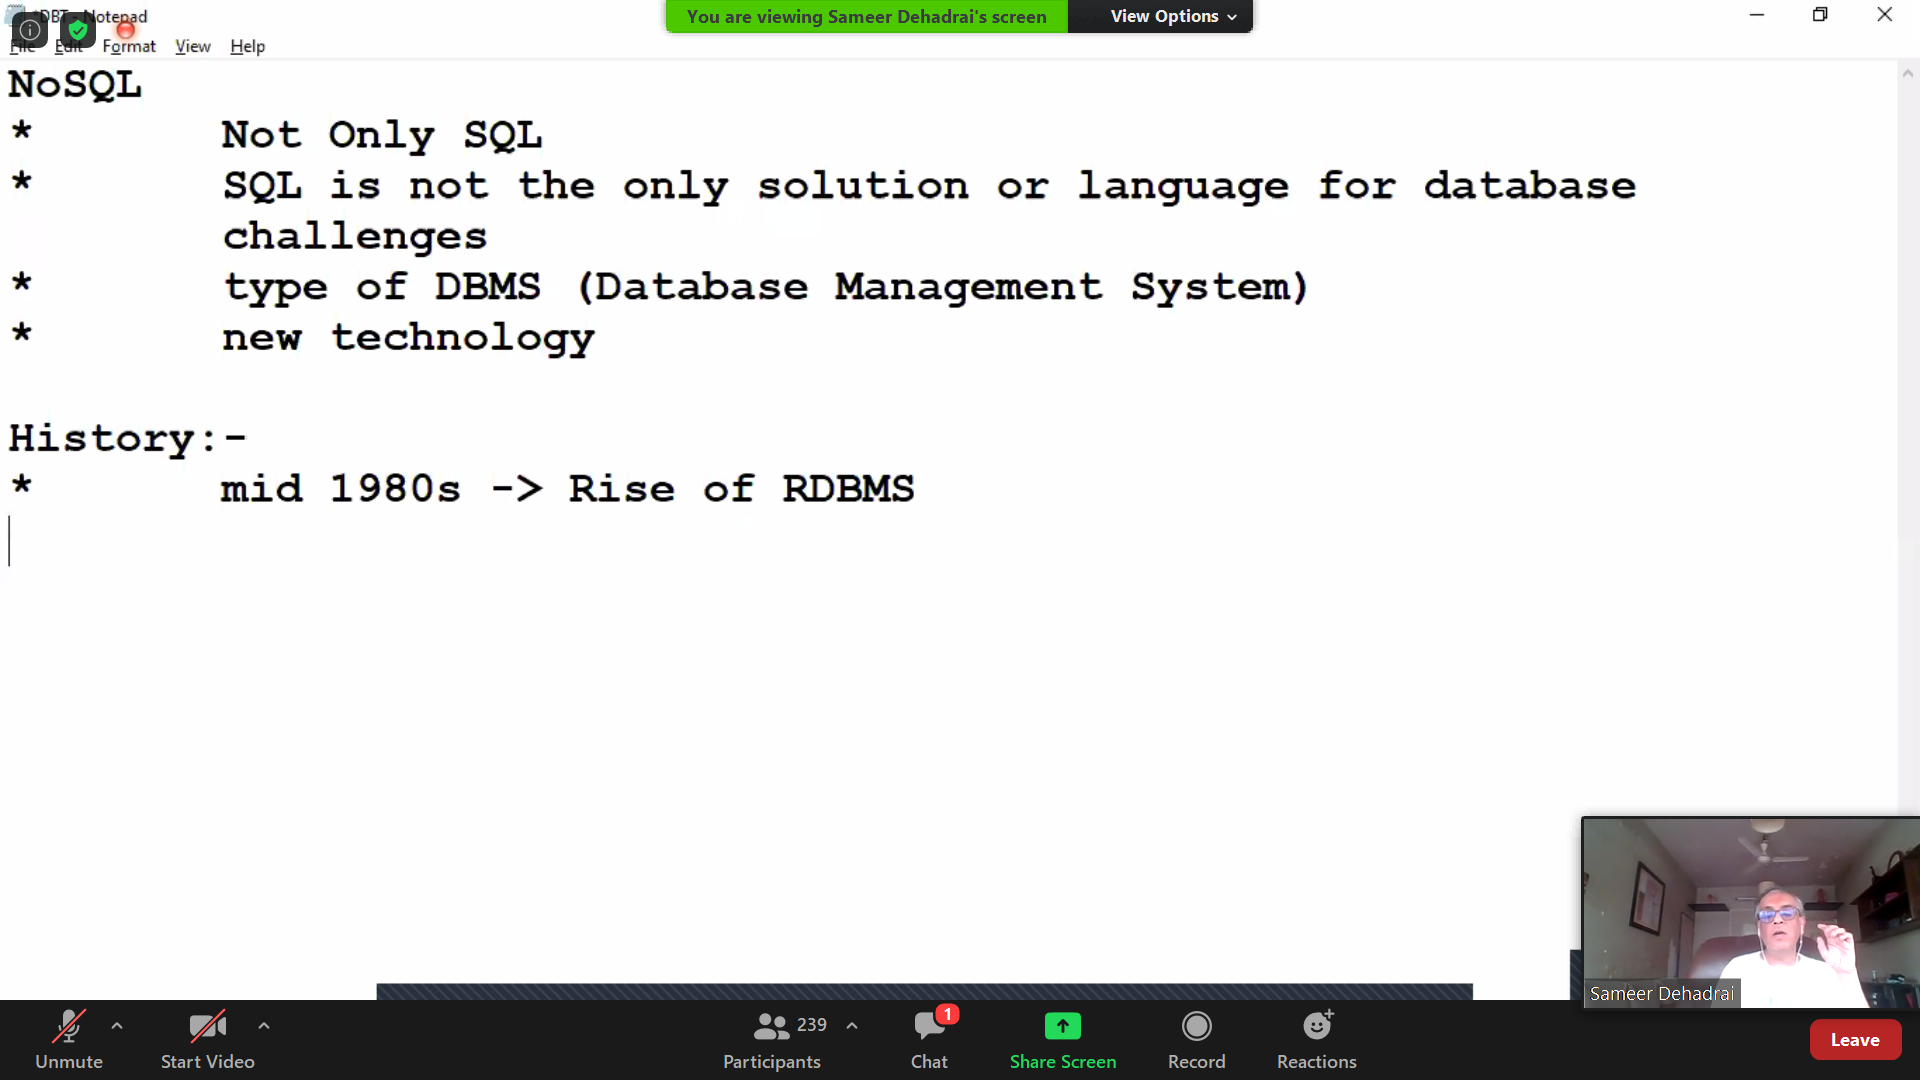 *DBT - Notepad
You are viewing Sameer Dehadrai's screen
View Options
File Edit Format View Help
NoSQL
* Not Only SQL
* SQL is not the only solution or language for database
challenges
* type of DBMS (Database Management System)
* new technology
History:-
* mid 1980s -> Rise of RDBMS
Sameer Dehadrai
Unmute
Start Video
239
Participants
1
Chat
Share Screen
Record
Reactions
Leave